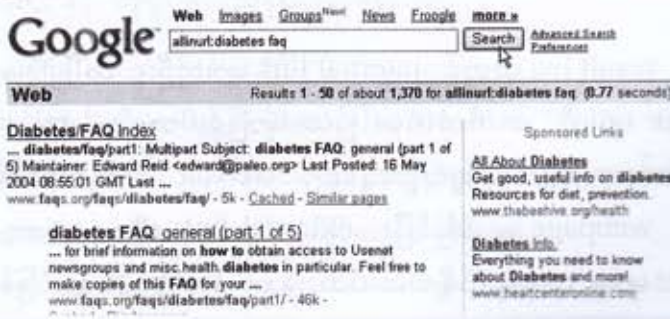 Web Images Groups New! News Froogle more »
Google
allinurl:diabetes faq Search Advanced Search
Preferences
Web Results 1 - 50 of about 1,370 for allinurl:diabetes faq. (0.77 seconds)
Diabetes/FAQ Index
... diabetes/faq/part1: Multipart Subject: diabetes FAQ: general (part 1 of
5) Maintainer: Edward Reid <edward@paleo.org> Last Posted: 16 May
2004 08:55:01 GMT Last ...
www.faqs.org/faqs/diabetes/faq/ - 5k - Cached - Similar pages
diabetes FAQ: general (part 1 of 5)
... for brief information on how to obtain access to Usenet
newsgroups and misc.health.diabetes in particular. Feel free to
make copies of this FAQ for your ...
www.faqs.org/faqs/diabetes/faq/part1/ - 46k -
Sponsored Links
All About Diabetes
Get good, useful info on diabetes
Resources for diet, prevention.
www.thebeehive.org/health
Diabetes Info
Everything you need to know
about Diabetes and more!
www.heartcenteronline.com